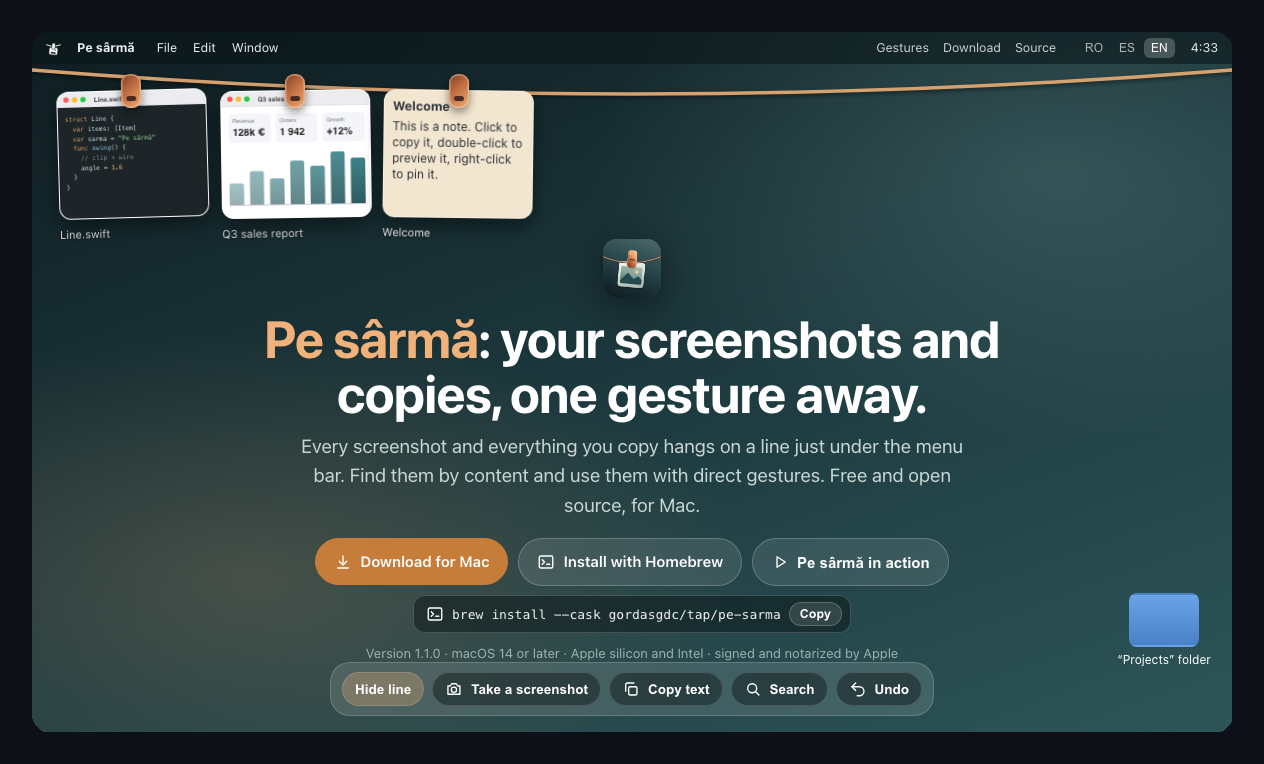 Pe sârmă File Edit Window Gestures Download Source RO ES EN 4:33
Line.swift
struct Line {
var items: [Item]
var sarma = "Pe sârmă"
func swing() {
// clip + wire
angle = 1.6
}
}
Line.swift
Q3 sales
Revenue Orders Growth
128k € 1 942 +12%
Q3 sales report
Welcome
This is a note. Click to
copy it, double-click to
preview it, right-click
to pin it.
Welcome
Pe sârmă: your screenshots and
copies, one gesture away.
Every screenshot and everything you copy hangs on a line just under the menu
bar. Find them by content and use them with direct gestures. Free and open
source, for Mac.
Download for Mac Install with Homebrew Pe sârmă in action
brew install --cask gordasgdc/tap/pe-sarma Copy
Version 1.1.0 · macOS 14 or later · Apple silicon and Intel · signed and notarized by Apple
“Projects” folder
Hide line Take a screenshot Copy text Search Undo